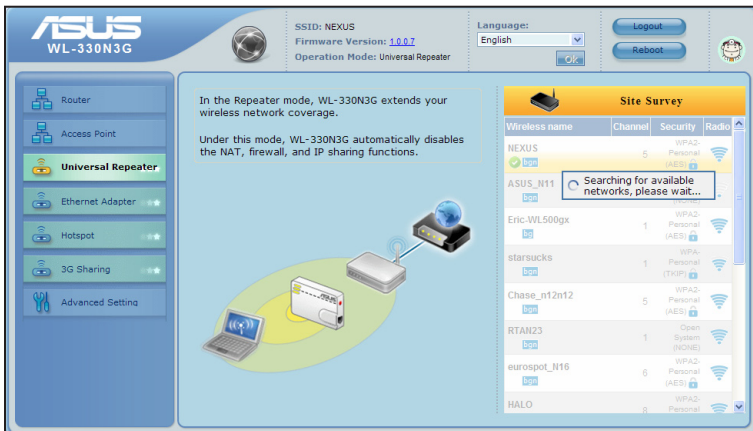 ASUS
WL-330N3G
SSID: NEXUS
Firmware Version: 1.0.0.7
Operation Mode: Universal Repeater
Language:
English
Ok
Logout
Reboot
Router
Access Point
Universal Repeater
Ethernet Adapter
Hotspot
3G Sharing
Advanced Setting
In the Repeater mode, WL-330N3G extends your
wireless network coverage.
Under this mode, WL-330N3G automatically disables
the NAT, firewall, and IP sharing functions.
Site Survey
Wireless name Channel Security Radio
NEXUS
bgn
5
WPA2-
Personal
(AES)
ASUS_N11
bgn
(NONE)
Searching for available
networks, please wait...
Eric-WL500gx
bg
1
WPA2-
Personal
(AES)
starsucks
bgn
1
WPA-
Personal
(TKIP)
Chase_n12n12
bgn
5
WPA2-
Personal
(AES)
RTAN23
bgn
1
Open
System
(NONE)
eurospot_N16
bgn
6
WPA2-
Personal
(AES)
HALO
8
WPA2-
Personal